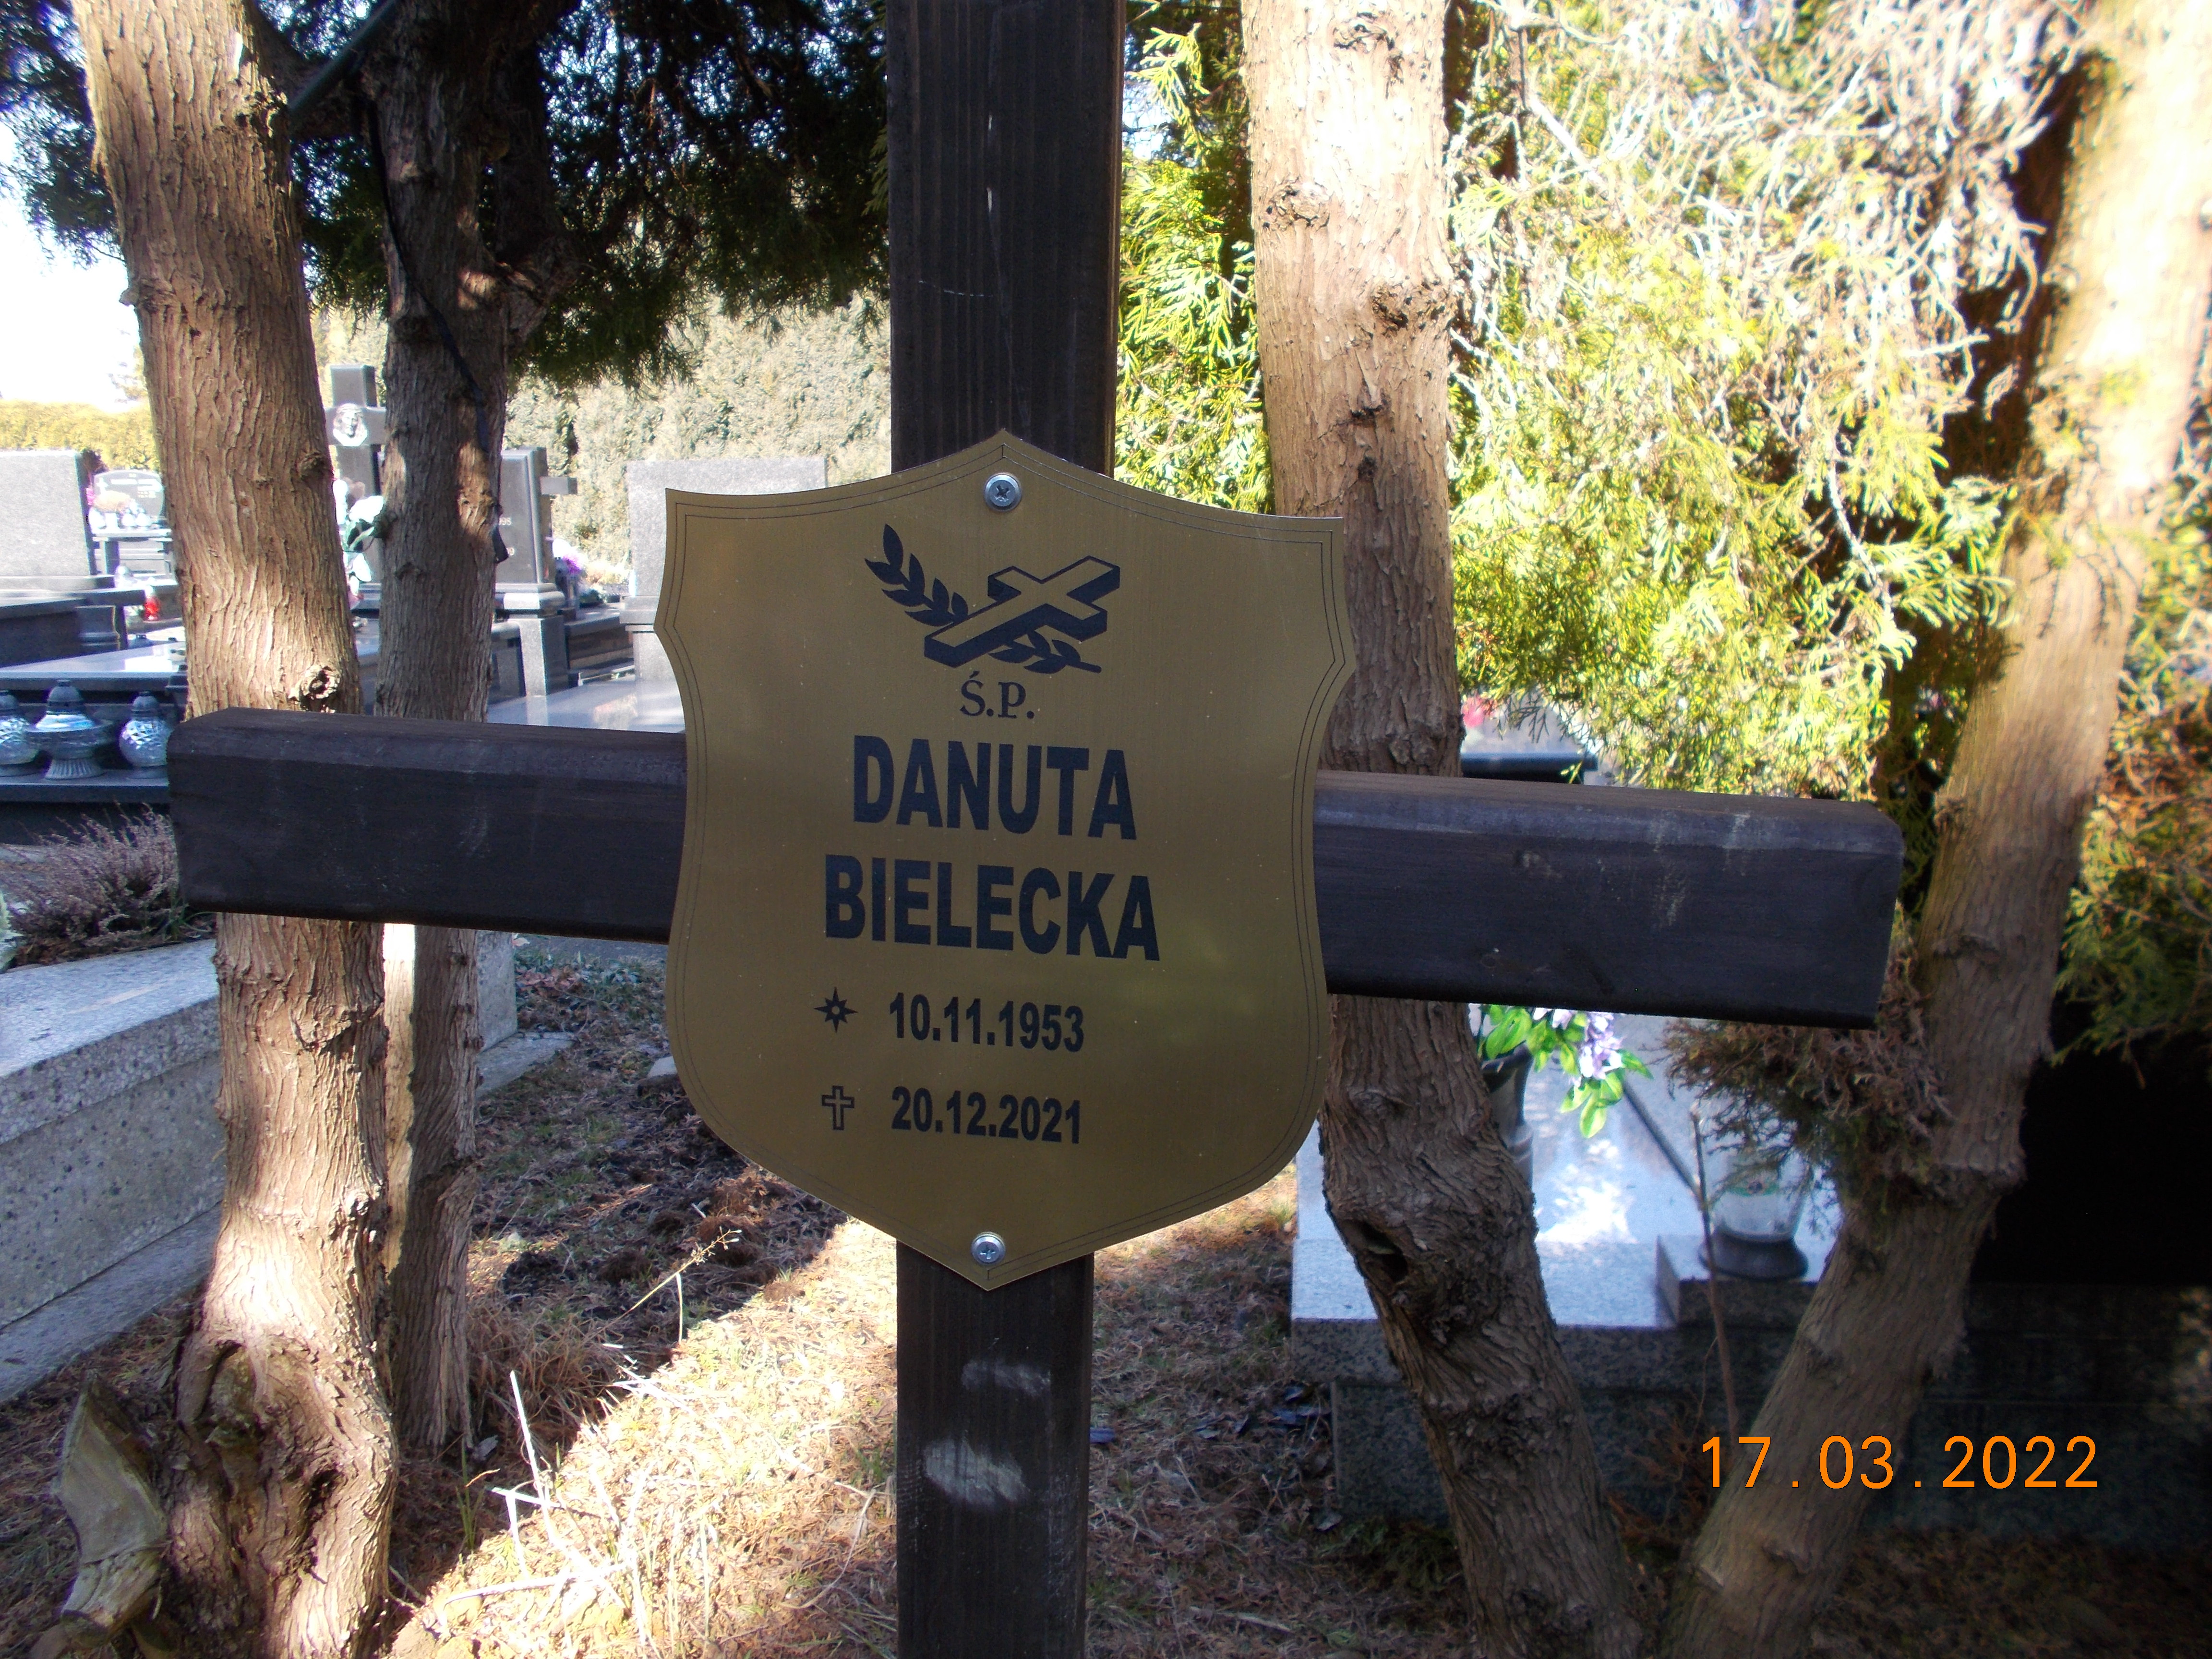 Ś.P.
DANUTA
BIELECKA
10.11.1953
20.12.2021
17.03.2022